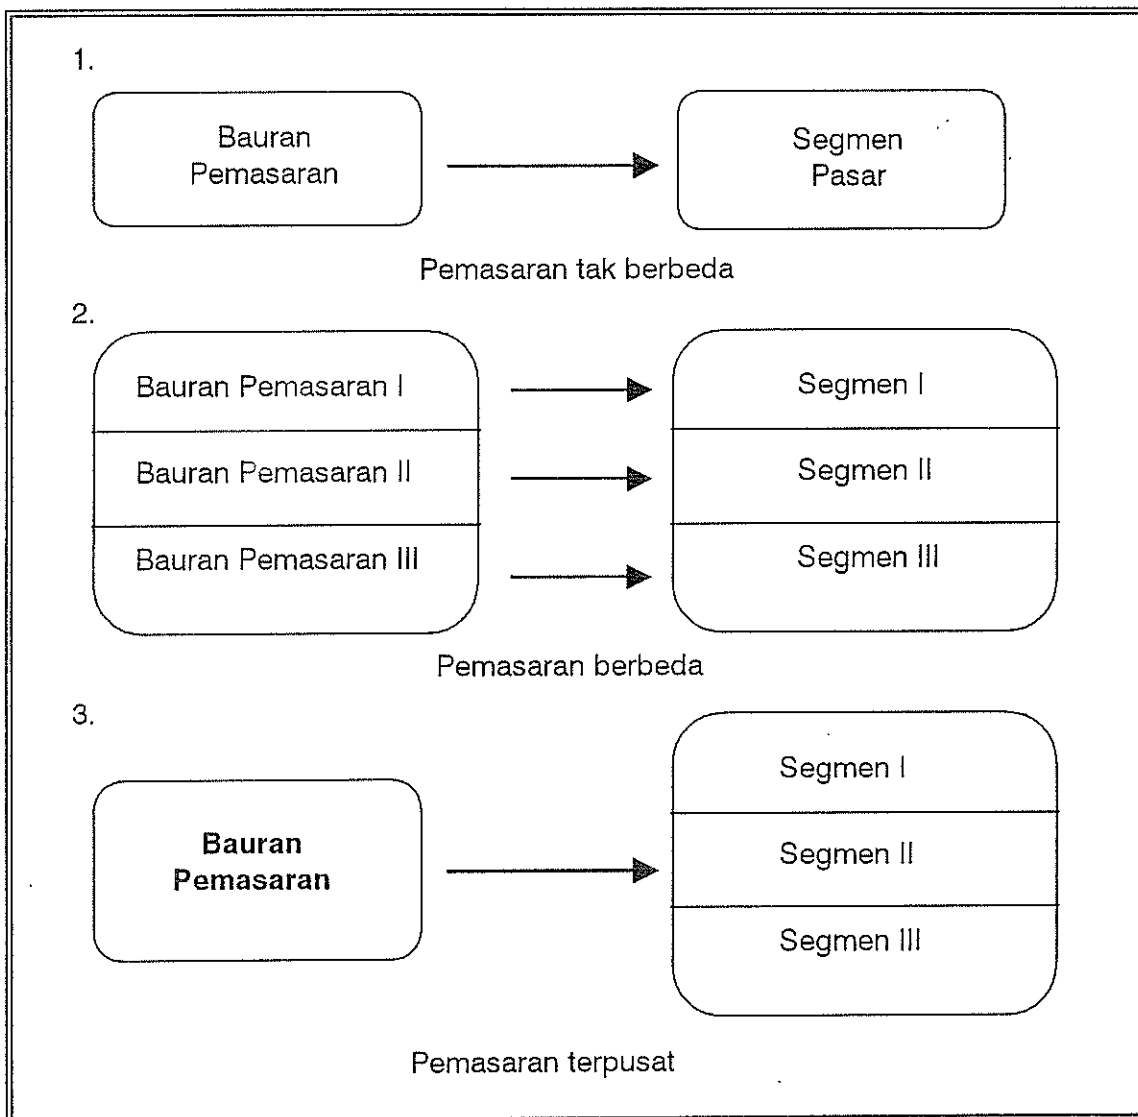 1.
Bauran
Pemasaran
Segmen
Pasar
Pemasaran tak berbeda
2.
Bauran Pemasaran I
Segmen I
Bauran Pemasaran II
Segmen II
Bauran Pemasaran III
Segmen III
Pemasaran berbeda
3.
Bauran
Pemasaran
Segmen I
Segmen II
Segmen III
Pemasaran terpusat